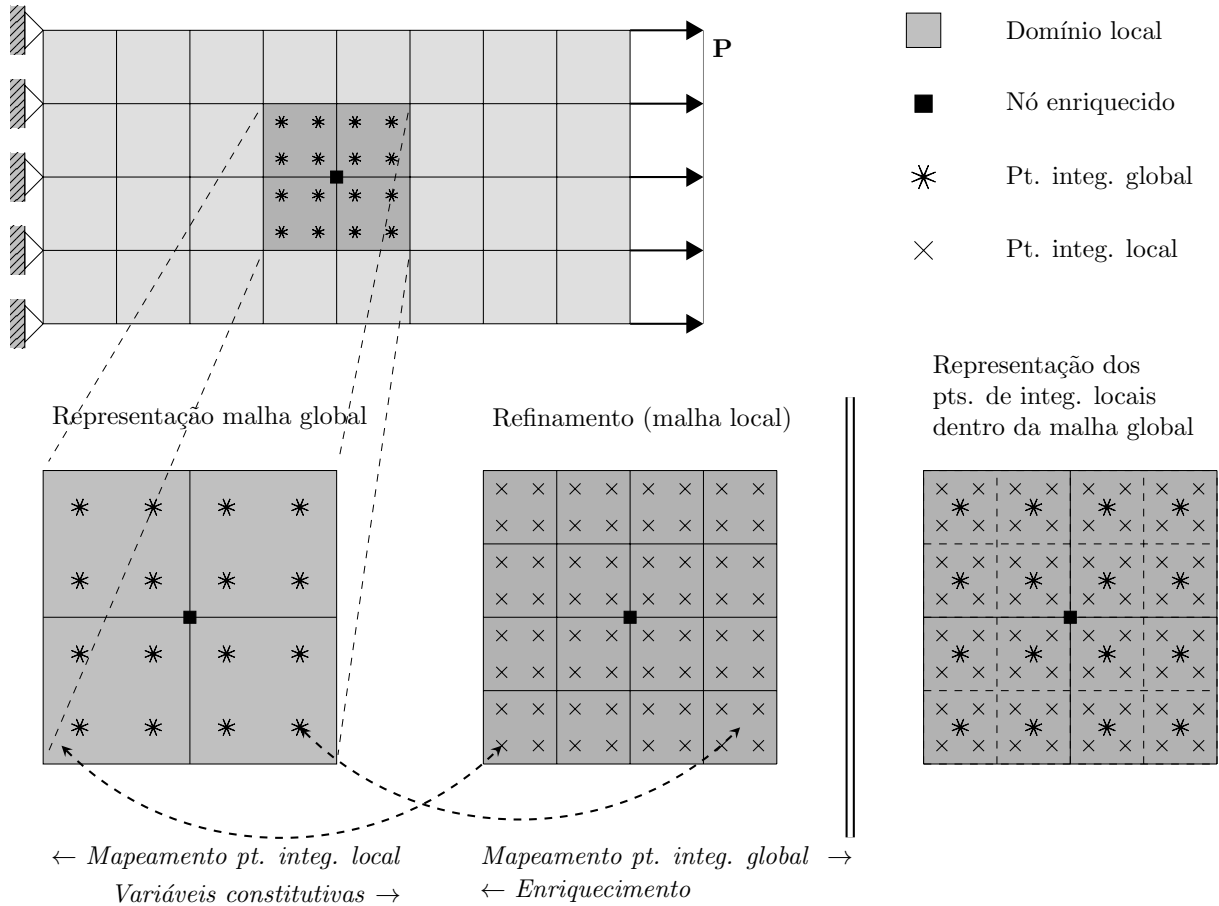 P
Domínio local
Nó enriquecido
Pt. integ. global
Pt. integ. local
Representação malha global
Refinamento (malha local)
Representação dos
pts. de integ. locais
dentro da malha global
← Mapeamento pt. integ. local
Variáveis constitutivas →
Mapeamento pt. integ. global →
← Enriquecimento